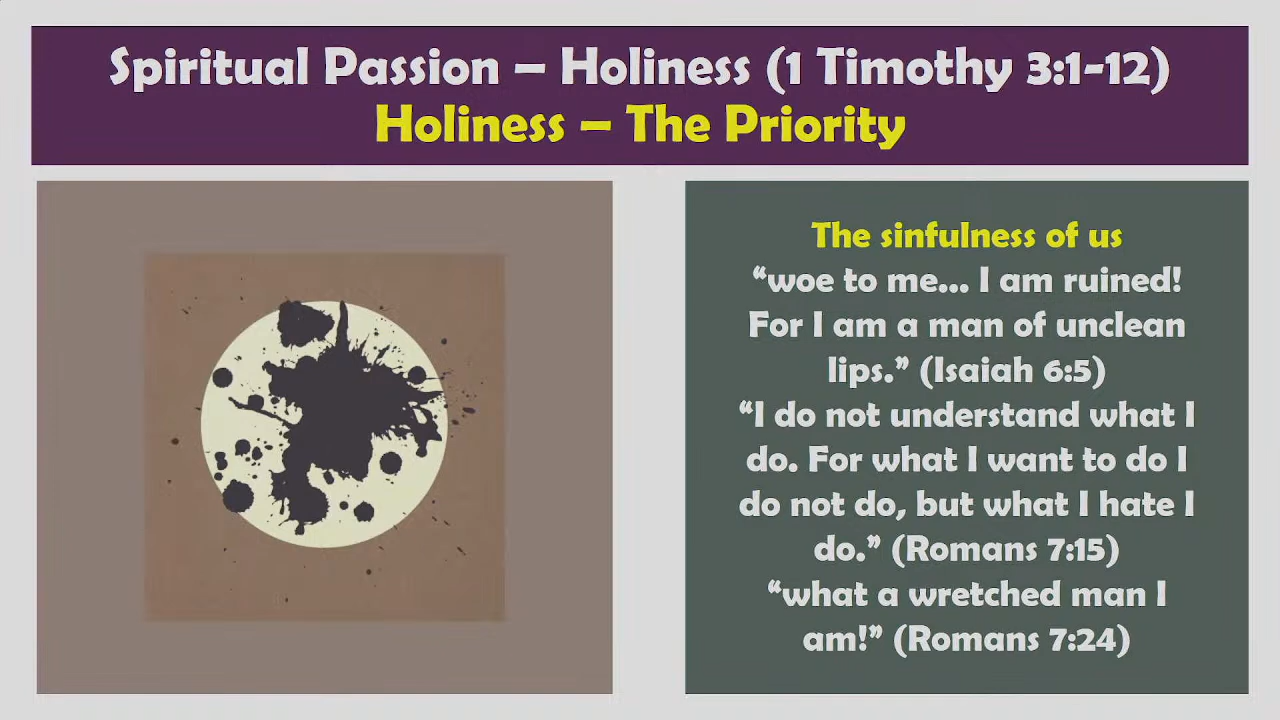 Spiritual Passion – Holiness (1 Timothy 3:1-12)
Holiness – The Priority
The sinfulness of us
“woe to me... I am ruined!
For I am a man of unclean
lips.” (Isaiah 6:5)
“I do not understand what I
do. For what I want to do I
do not do, but what I hate I
do.” (Romans 7:15)
“what a wretched man I
am!” (Romans 7:24)